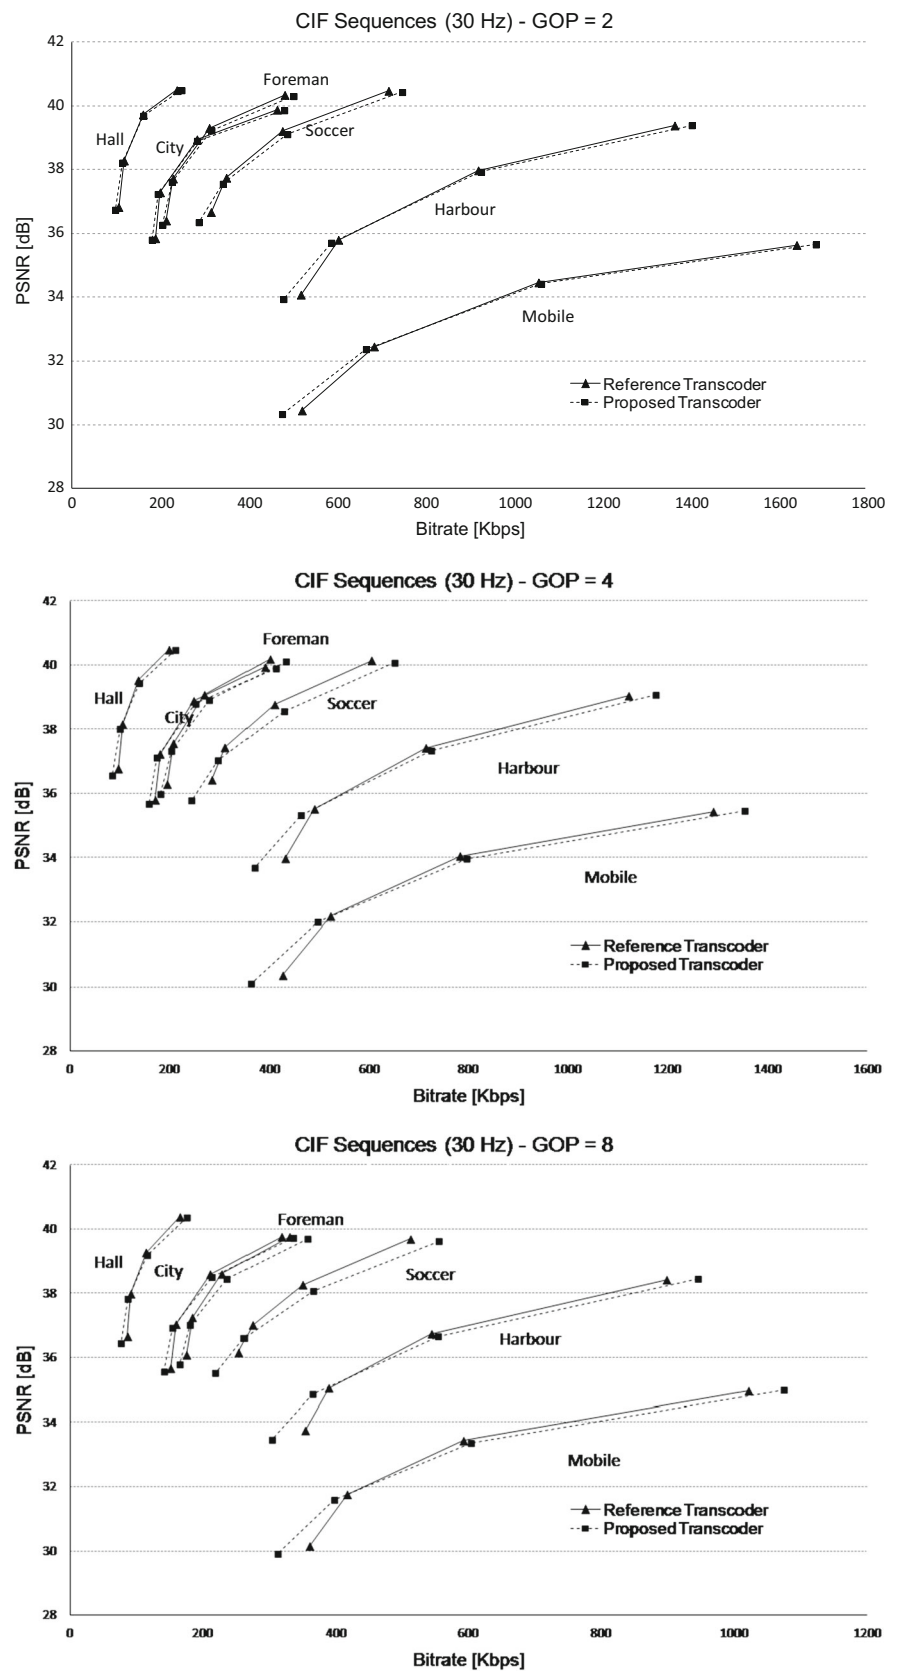 CIF Sequences (30 Hz) - GOP = 2
42
40
38
36
34
32
30
28
PSNR [dB]
Foreman
Hall
City
Soccer
Harbour
Mobile
Reference Transcoder
Proposed Transcoder
0 200 400 600 800 1000 1200 1400 1600 1800
Bitrate [Kbps]
CIF Sequences (30 Hz) - GOP = 4
42
40
38
36
34
32
30
28
PSNR [dB]
Foreman
Hall
City
Soccer
Harbour
Mobile
Reference Transcoder
Proposed Transcoder
0 200 400 600 800 1000 1200 1400 1600
Bitrate [Kbps]
CIF Sequences (30 Hz) - GOP = 8
42
40
38
36
34
32
30
28
PSNR [dB]
Foreman
Hall
City
Soccer
Harbour
Mobile
Reference Transcoder
Proposed Transcoder
0 200 400 600 800 1000 1200
Bitrate [Kbps]